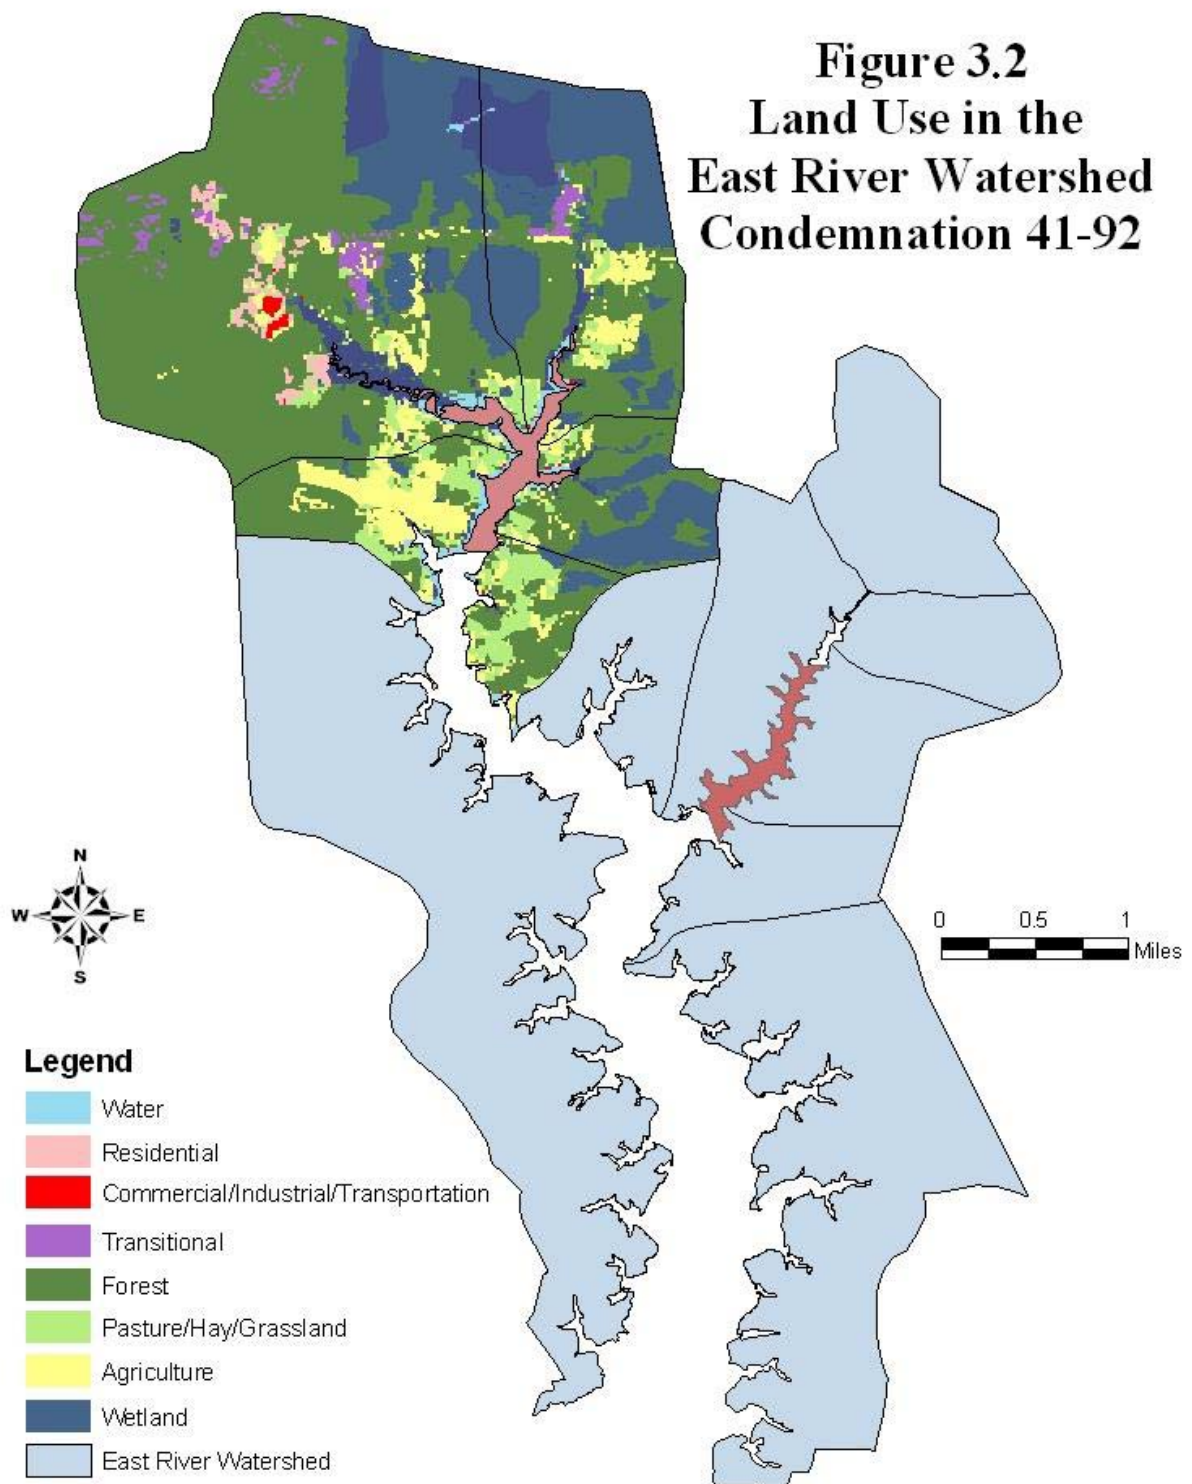 Figure 3.2
Land Use in the
East River Watershed
Condemnation 41-92
N
W E
S
0 0.5 1
Miles
Legend
Water
Residential
Commercial/Industrial/Transportation
Transitional
Forest
Pasture/Hay/Grassland
Agriculture
Wetland
East River Watershed